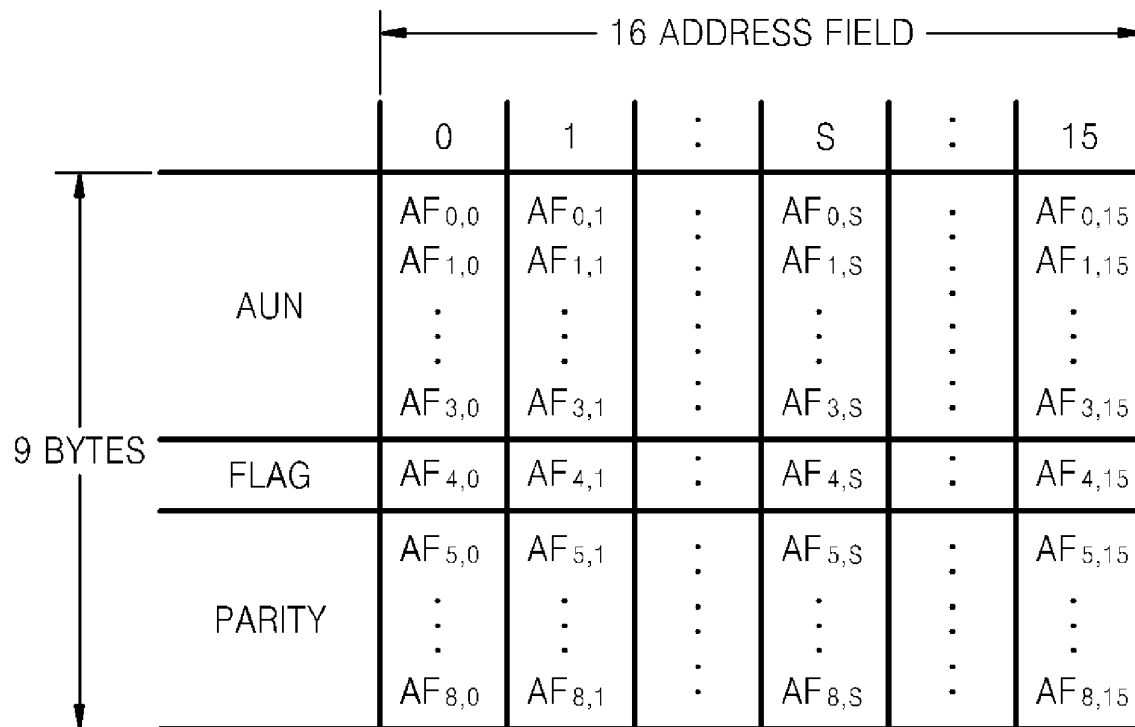 16 ADDRESS FIELD
0 1 : S : 15
AF0,0 AF0,1 AF0,S AF0,15
AF1,0 AF1,1 AF1,S AF1,15
AUN
AF3,0 AF3,1 AF3,S AF3,15
9 BYTES
FLAG AF4,0 AF4,1 : AF4,S : AF4,15
AF5,0 AF5,1 AF5,S AF5,15
PARITY
AF8,0 AF8,1 AF8,S AF8,15